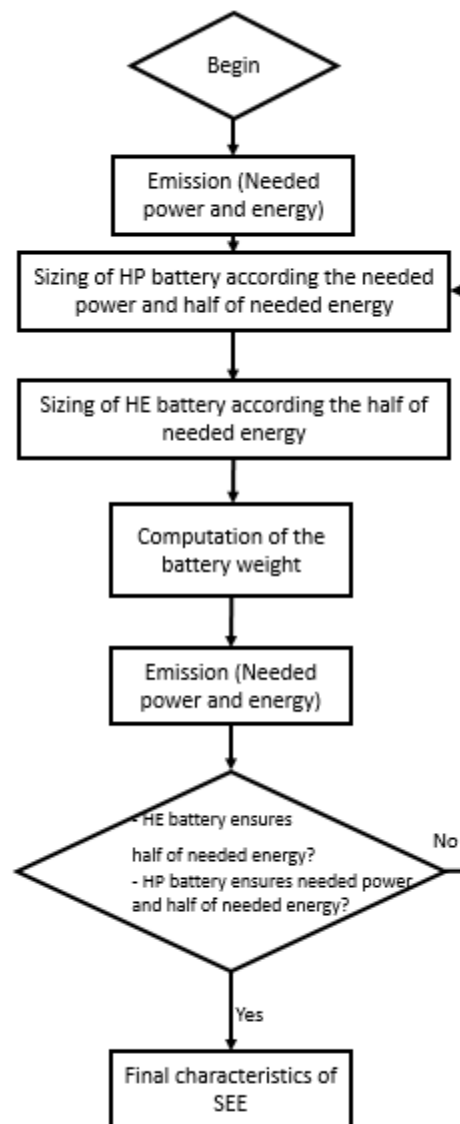 Begin
Emission (Needed
power and energy)
Sizing of HP battery according the needed
power and half of needed energy
Sizing of HE battery according the half of
needed energy
Computation of the
battery weight
Emission (Needed
power and energy)
- HE battery ensures
half of needed energy?
- HP battery ensures needed power
and half of needed energy?
No
Yes
Final characteristics of
SEE